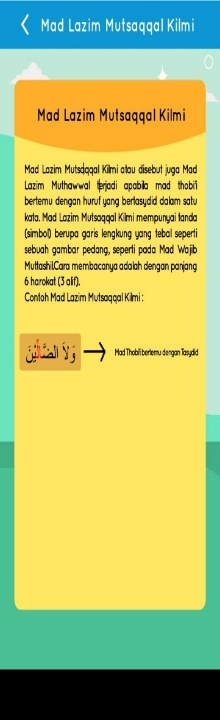 Mad Lazim Mutsaqqal Kilmi
Mad Lazim Mutsaqqal Kilmi
Mad Lazim Mutsdqqal Kilmi atau disebut juga Mad
Lazim Muthawwal terjadi apabila mad thobi'i
bertemu dengan huruf yang bertasydid dalam satu
kata. Mad Lazim Mutsaqqal Kilmi mempunyai tanda
(simbol) berupa garis lengkung yang tebal seperti
sebuah gambar pedang, seperti pada Mad Wajib
Muttashil.Cara membacanya adalah dengan panjang
6 harokat (3 alif).
Contoh Mad Lazim Mutsaqqal Kilmi :
وَلاَ الضَّالِّيْنَ
Mad Thobi'i bertemu dengan Tasydid